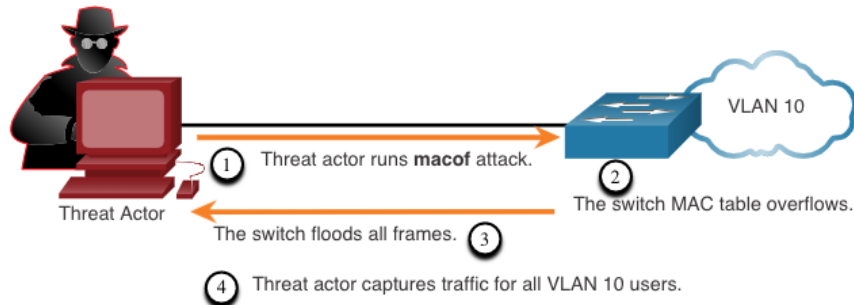 VLAN 10
1 Threat actor runs macof attack.
2
The switch MAC table overflows.
Threat Actor
The switch floods all frames. 3
4 Threat actor captures traffic for all VLAN 10 users.